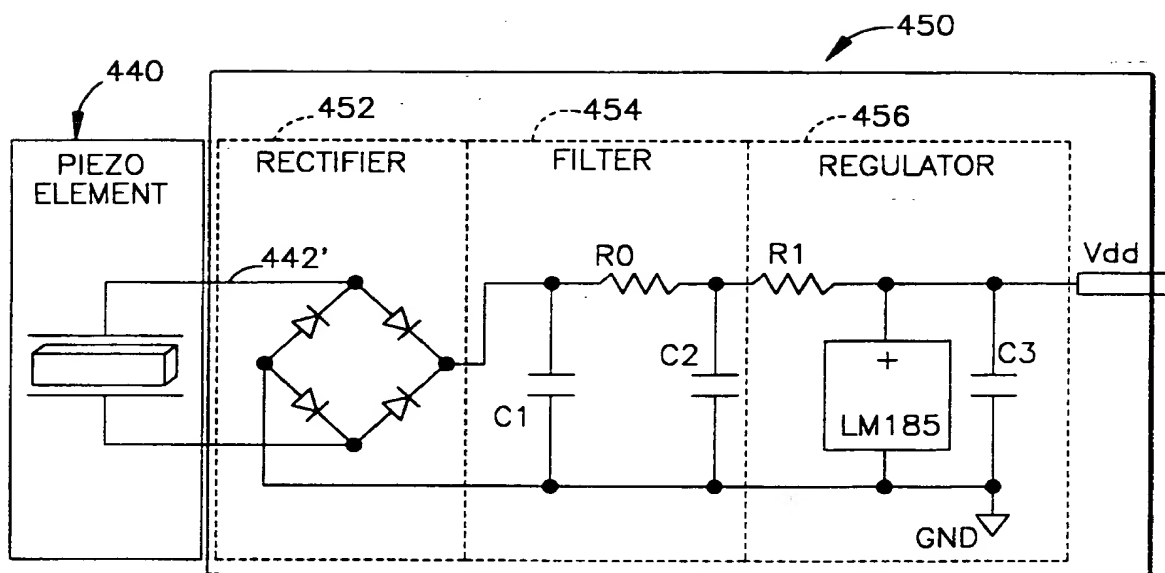 450
440
452
454
456
PIEZO
ELEMENT
RECTIFIER
FILTER
REGULATOR
442'
R0
R1
Vdd
C1
C2
+
LM185
C3
GND